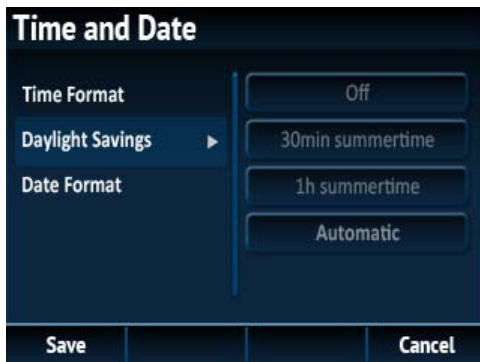 Time and Date
Time Format
Off
Daylight Savings
30min summertime
Date Format
1h summertime
Automatic
Save
Cancel